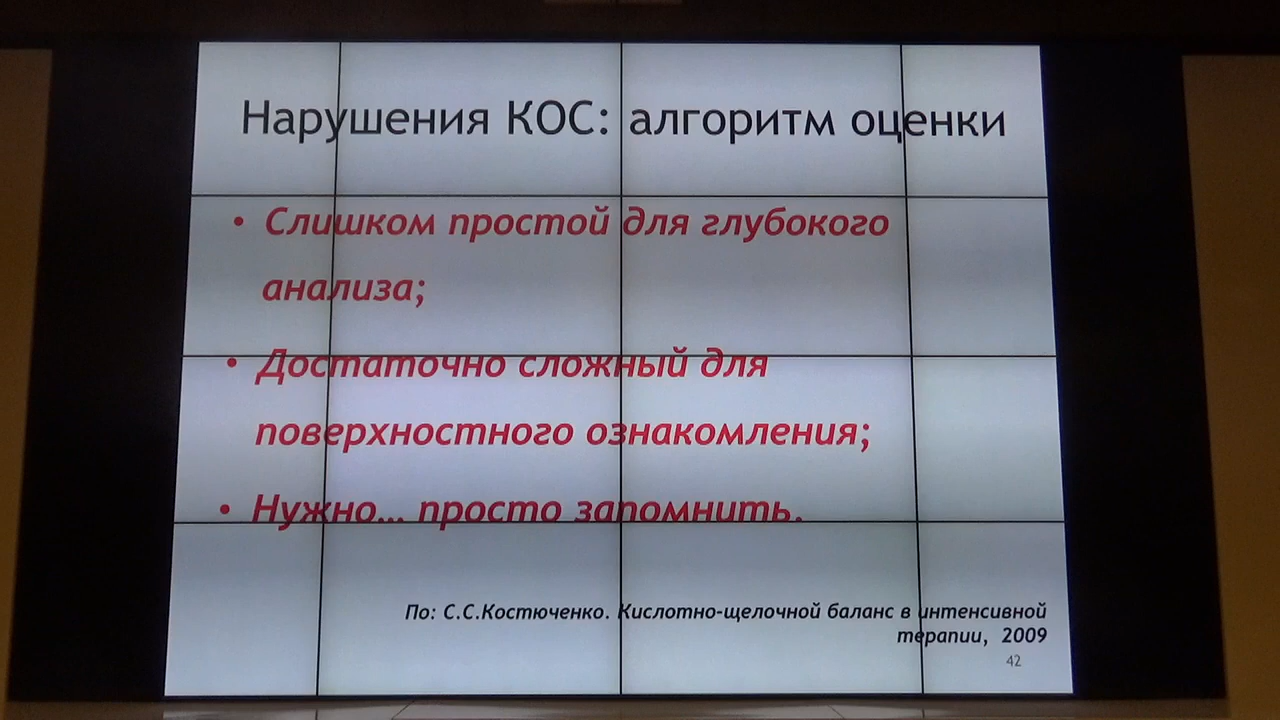 Нарушения КОС: алгоритм оценки
• Слишком простой для глубокого
анализа;
• Достаточно сложный для
поверхностного ознакомления;
• Нужно... просто запомнить.
По: С.С.Костюченко. Кислотно-щелочной баланс в интенсивной
терапии, 2009
42